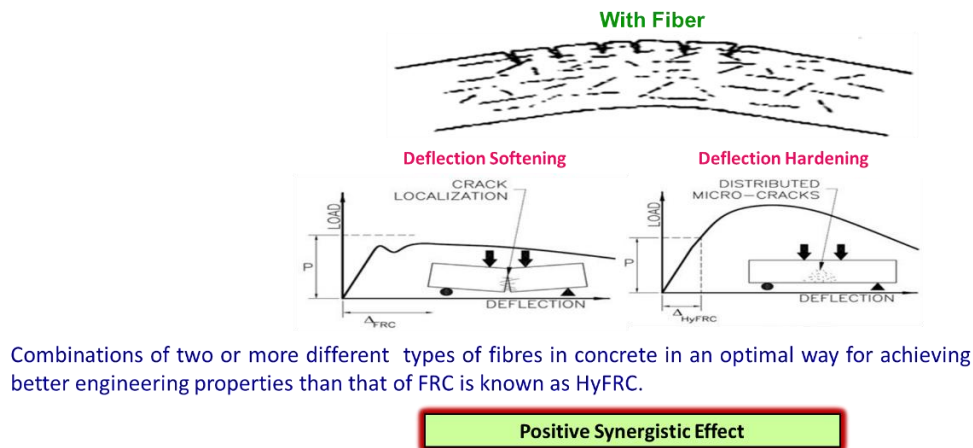 With Fiber
Deflection Softening
Deflection Hardening
CRACK
LOCALIZATION
LOAD
P
DEFLECTION
ΔFRC
DISTRIBUTED
MICRO-CRACKS
LOAD
P
DEFLECTION
ΔHyFRC
Combinations of two or more different types of fibres in concrete in an optimal way for achieving
better engineering properties than that of FRC is known as HyFRC.
Positive Synergistic Effect